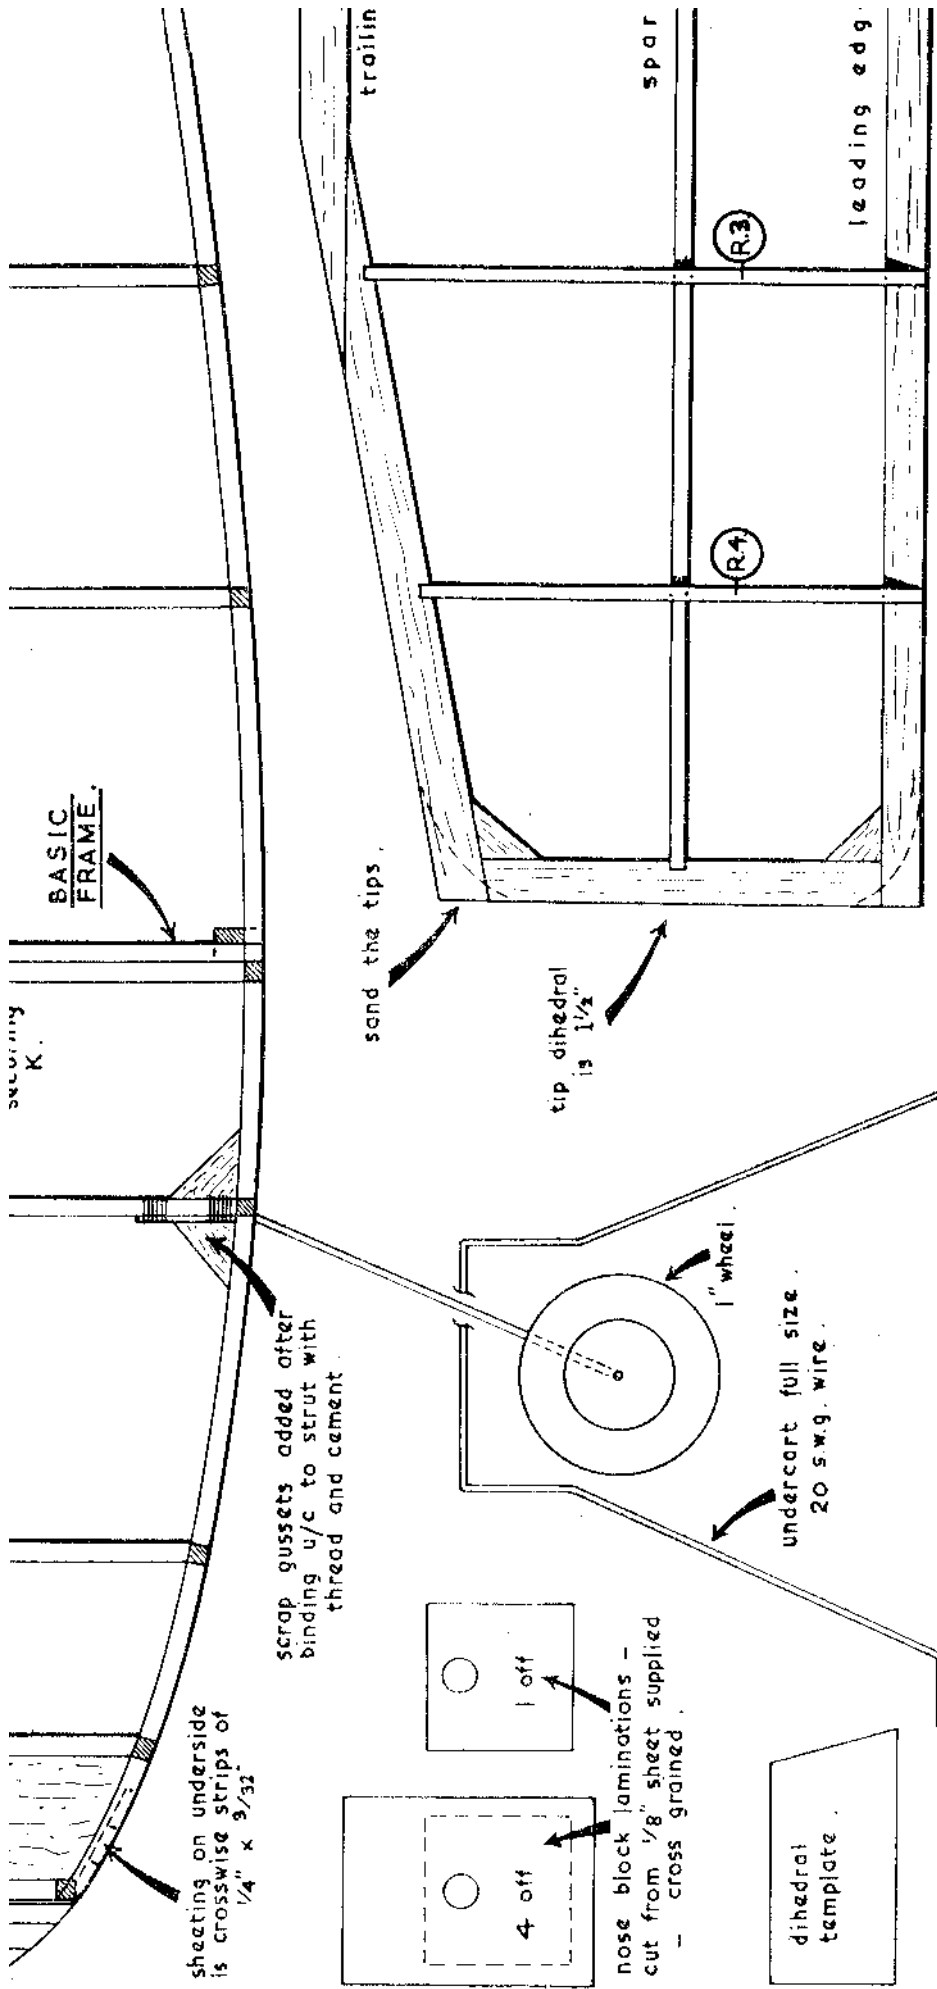 trailin
spar
leading edg
R.3
R.4
BASIC
FRAME.
K.
sand the tips.
tip dihedral
is 1 1/2"
scrap gussets added after
binding u/c to strut with
thread and cement
1" wheel.
undercart full size.
20 s.w.g. wire.
sheeting on underside
is crosswise strips of
1/4" x 3/32"
1 off
4 off
nose block laminations -
cut from 1/8" sheet supplied
- cross grained.
dihedral
template.